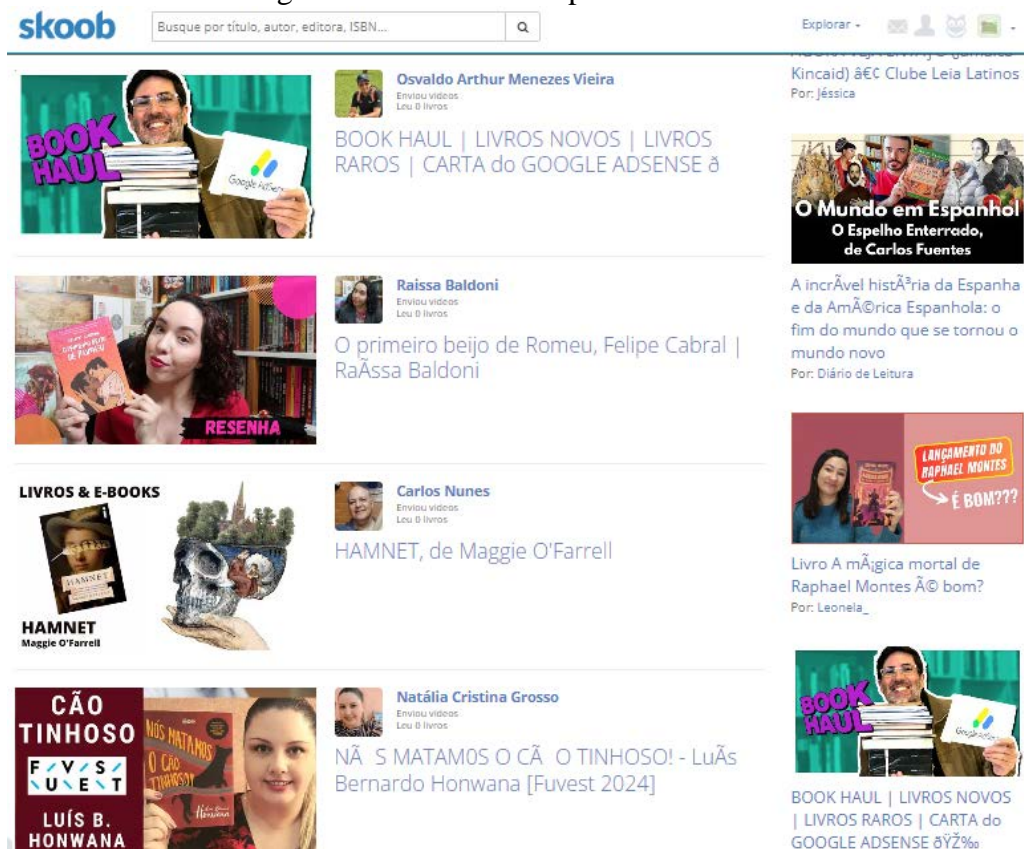 skoob
Busque por título, autor, editora, ISBN...
Explorar
BOOK
HAUL
Google AdSense
Osvaldo Arthur Menezes Vieira
Enviou vídeos
Leu 0 livros
BOOK HAUL | LIVROS NOVOS | LIVROS
RAROS | CARTA do GOOGLE ADSENSE ð
RESENHA
Raissa Baldoni
Enviou vídeos
Leu 0 livros
O primeiro beijo de Romeu, Felipe Cabral |
RaÃssa Baldoni
LIVROS & E-BOOKS
HAMNET
HAMNET
Maggie O'Farrell
Carlos Nunes
Enviou vídeos
Leu 0 livros
HAMNET, de Maggie O'Farrell
CÃO
TINHOSO
F/V/S/
\U\E\T
LUÍS B.
HONWANA
NÓS MATAMOS
O CÃO
TINHOSO!
Natália Cristina Grosso
Enviou vídeos
Leu 0 livros
NÃ S MATAM0S O CÃ O TINHOSO! - LuÃs
Bernardo Honwana [Fuvest 2024]
Kincaid) â€¢ Clube Leia Latinos
Por: Jéssica
O Mundo em Espanhol
O Espelho Enterrado,
de Carlos Fuentes
A incrÃvel histÃ³ria da Espanha
e da AmÃ©rica Espanhola: o
fim do mundo que se tornou o
mundo novo
Por: Diário de Leitura
LANÇAMENTO DO
RAPHAEL MONTES
É BOM???
Livro A mÃ¡gica mortal de
Raphael Montes Ã© bom?
Por: Leonela_
BOOK
HAUL
Google AdSense
BOOK HAUL | LIVROS NOVOS
| LIVROS RAROS | CARTA do
GOOGLE ADSENSE ðŸŽ‰